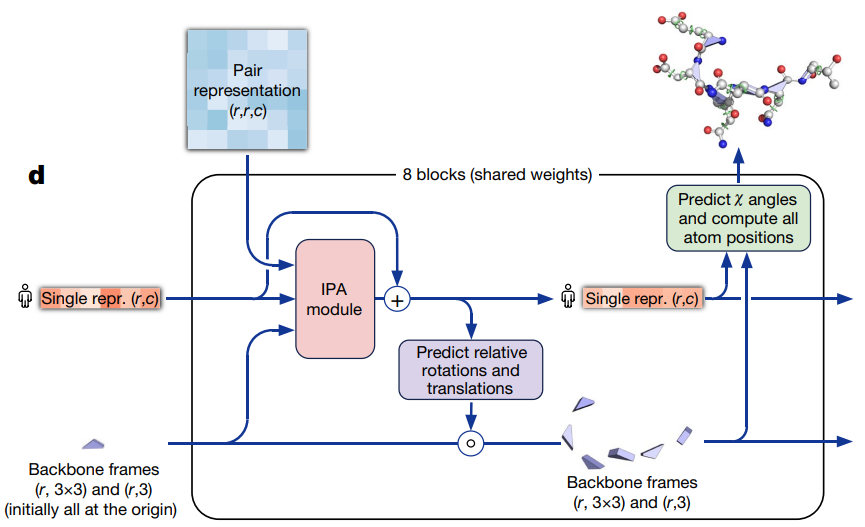 Pair
representation
(r,r,c)
d
8 blocks (shared weights)
Predict χ angles
and compute all
atom positions
Single repr. (r,c)
IPA
module
+
Single repr. (r,c)
Predict relative
rotations and
translations
Backbone frames
(r, 3×3) and (r,3)
(initially all at the origin)
Backbone frames
(r, 3×3) and (r,3)